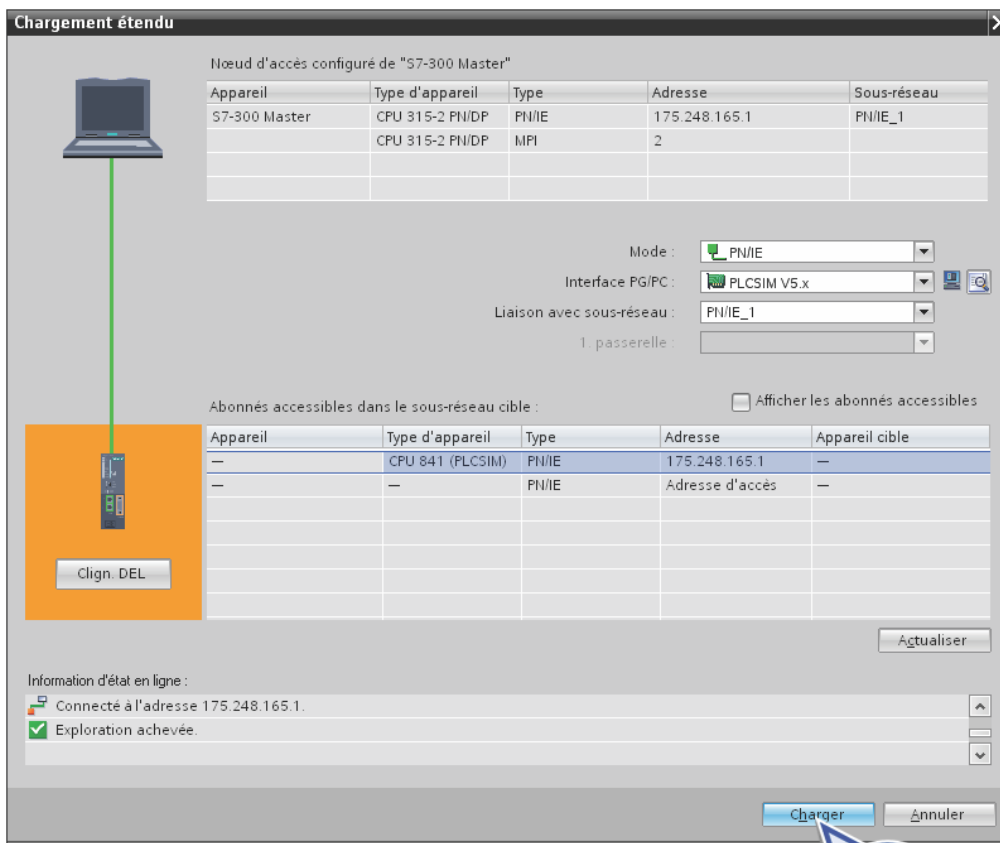 Chargement étendu
Nœud d'accès configuré de "S7-300 Master"
Appareil Type d'appareil Type Adresse Sous-réseau
S7-300 Master CPU 315-2 PN/DP PN/IE 175.248.165.1 PN/IE_1
CPU 315-2 PN/DP MPI 2
Mode : PN/IE
Interface PG/PC : PLCSIM V5.x
Liaison avec sous-réseau : PN/IE_1
1. passerelle :
Abonnés accessibles dans le sous-réseau cible : Afficher les abonnés accessibles
Appareil Type d'appareil Type Adresse Appareil cible
— CPU 841 (PLCSIM) PN/IE 175.248.165.1 —
— — PN/IE Adresse d'accès —
Clign. DEL
Actualiser
Information d'état en ligne :
Connecté à l'adresse 175.248.165.1.
Exploration achevée.
Charger Annuler